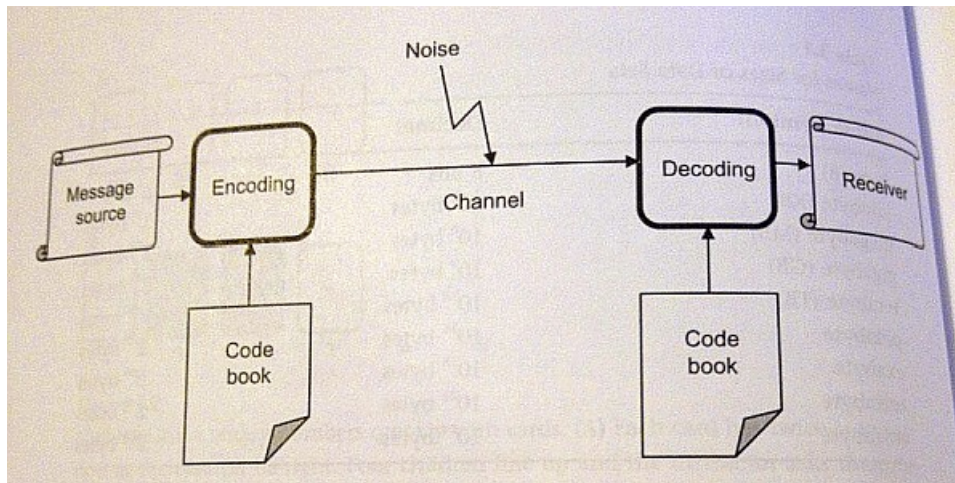 Noise
Message
source
Encoding
Channel
Decoding
Receiver
Code
book
Code
book